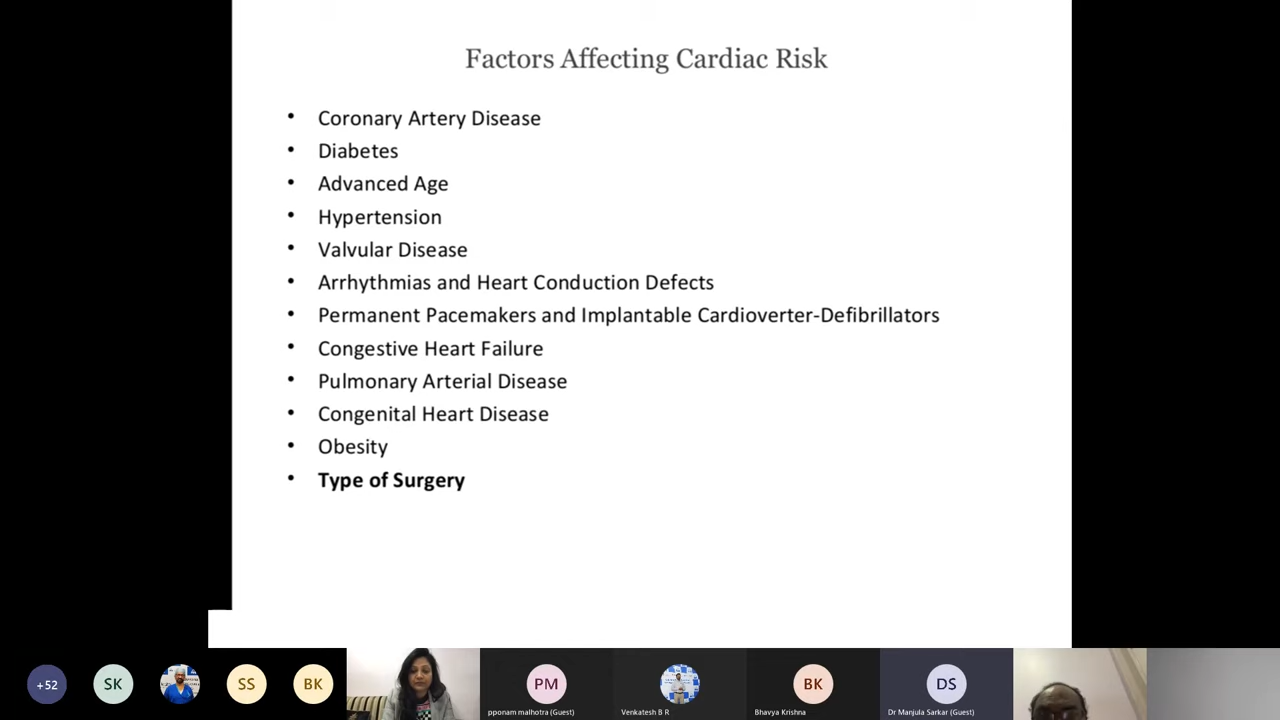 Factors Affecting Cardiac Risk
• Coronary Artery Disease
• Diabetes
• Advanced Age
• Hypertension
• Valvular Disease
• Arrhythmias and Heart Conduction Defects
• Permanent Pacemakers and Implantable Cardioverter-Defibrillators
• Congestive Heart Failure
• Pulmonary Arterial Disease
• Congenital Heart Disease
• Obesity
• Type of Surgery
+52
SK
SS
BK
PM
BK
DS
pponam malhotra (Guest)
Venkatesh B R
Bhavya Krishna
Dr Manjula Sarkar (Guest)